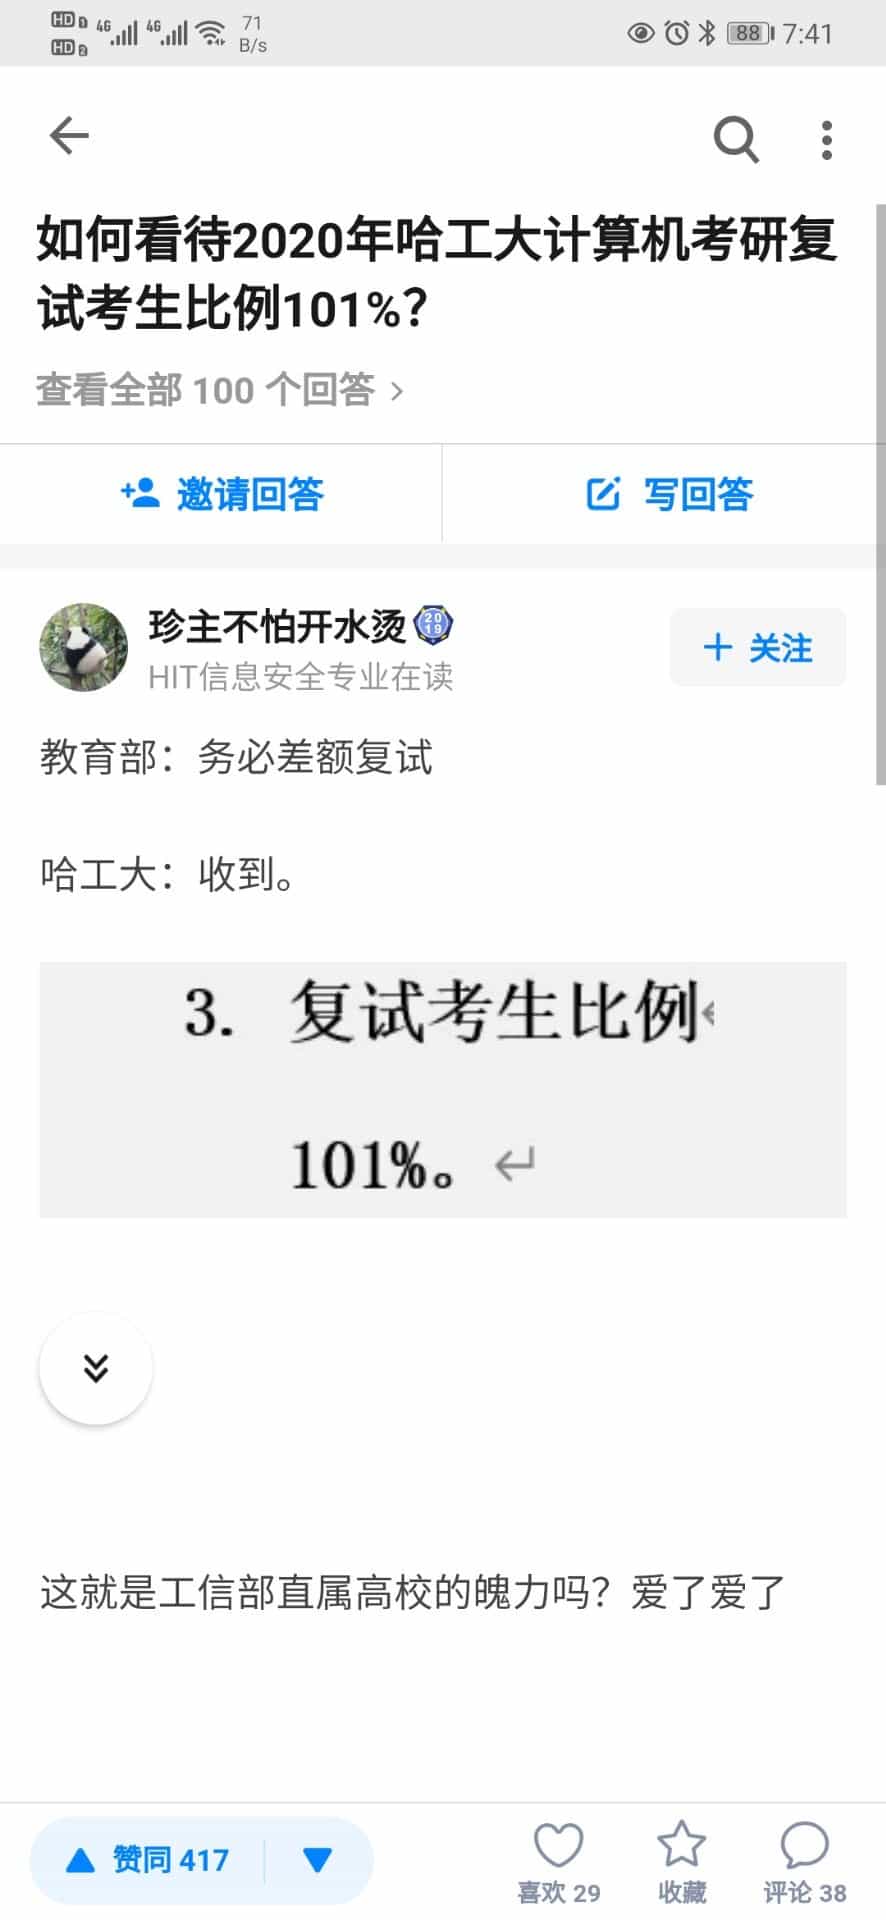 HD 1 4G 4G 71
HD 2 B/s
88 7:41
如何看待2020年哈工大计算机考研复
试考生比例101%？
查看全部 100 个回答 >
邀请回答
写回答
珍主不怕开水烫 2019
HIT信息安全专业在读
+ 关注
教育部：务必差额复试
哈工大：收到。
3. 复试考生比例
101%。
这就是工信部直属高校的魄力吗？爱了爱了
赞同 417
喜欢 29
收藏
评论 38